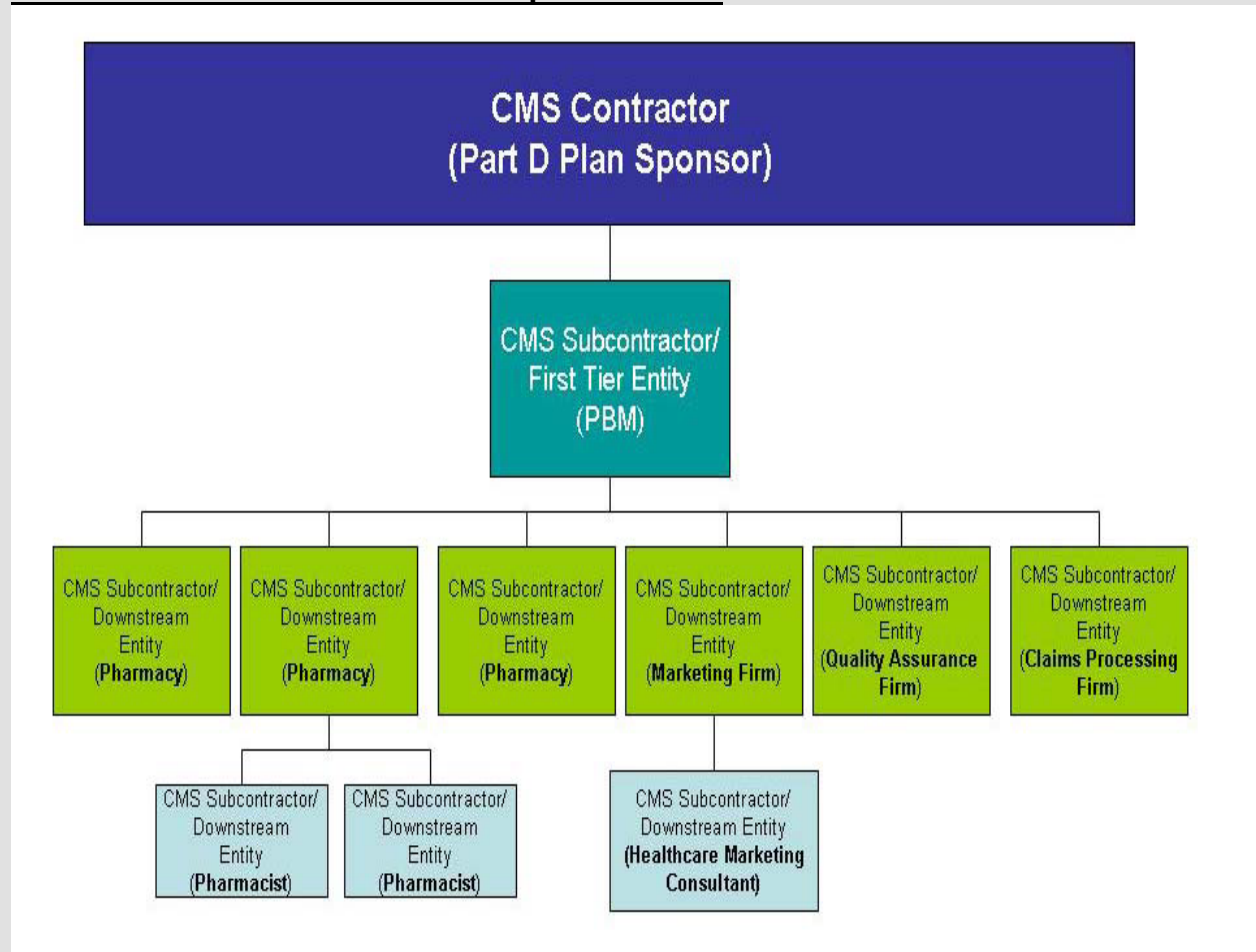 CMS Contractor
(Part D Plan Sponsor)
CMS Subcontractor/
First Tier Entity
(PBM)
CMS Subcontractor/
Downstream
Entity
(Pharmacy)
CMS Subcontractor/
Downstream
Entity
(Pharmacy)
CMS Subcontractor/
Downstream
Entity
(Pharmacy)
CMS Subcontractor/
Downstream
Entity
(Marketing Firm)
CMS Subcontractor/
Downstream
Entity
(Quality Assurance
Firm)
CMS Subcontractor/
Downstream
Entity
(Claims Processing
Firm)
CMS Subcontractor/
Downstream
Entity
(Pharmacist)
CMS Subcontractor/
Downstream
Entity
(Pharmacist)
CMS Subcontractor/
Downstream Entity
(Healthcare Marketing
Consultant)